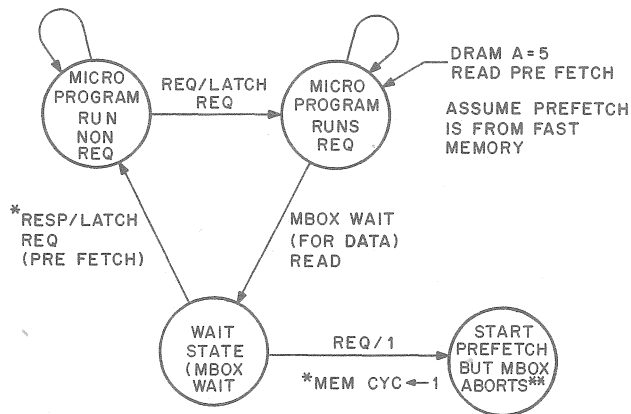 MICRO
PROGRAM
RUN
NON
REQ
REQ/LATCH
REQ
MICRO
PROGRAM
RUNS
REQ
DRAM A=5
READ PRE FETCH
ASSUME PREFETCH
IS FROM FAST
MEMORY
*RESP/LATCH
REQ
(PRE FETCH)
MBOX WAIT
(FOR DATA)
READ
WAIT
STATE
(MBOX
WAIT
REQ/1
*MEM CYC←1
START
PREFETCH
BUT MBOX
ABORTS**